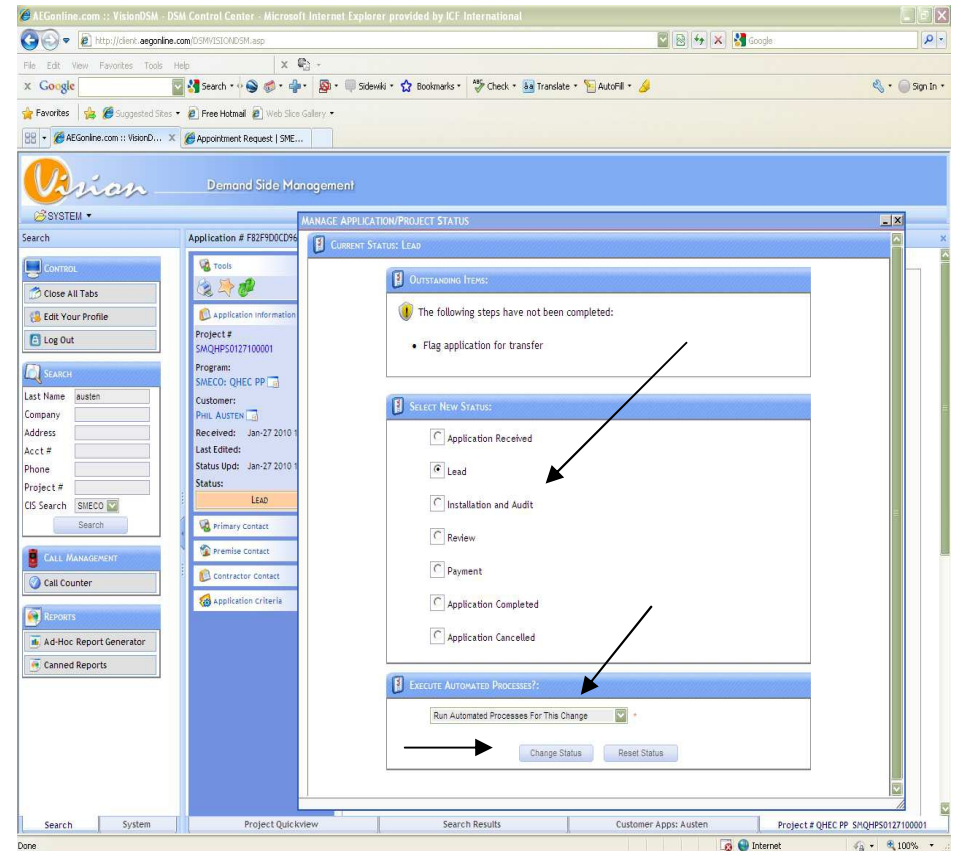 AEGonline.com :: VisionDSM - DSM Control Center - Microsoft Internet Explorer provided by ICF International
http://client.aegonline.com/DSMVISIONDSM.asp
Google
File Edit View Favorites Tools Help
X
x Google
Search
Sidewiki
Bookmarks
Check
Translate
AutoFill
Sign In
Favorites
Suggested Sites
Free Hotmail
Web Slice Gallery
AEGonline.com :: VisionD... X
Appointment Request | SME...
Vision
Demand Side Management
SYSTEM
Search
Application # F82F9D0CD96
MANAGE APPLICATION/PROJECT STATUS
CURRENT STATUS: LEAD
CONTROL
Close All Tabs
Edit Your Profile
Log Out
SEARCH
Last Name austen
Company
Address
Acct #
Phone
Project #
CIS Search SMECO
Search
CALL MANAGEMENT
Call Counter
REPORTS
Ad-Hoc Report Generator
Canned Reports
Tools
Application Information
Project #
SMQHPS0127100001
Program:
SMECO: QHEC PP
Customer:
PHIL AUSTEN
Received: Jan-27 2010 1
Last Edited:
Status Upd: Jan-27 2010 1
Status:
LEAD
Primary Contact
Premise Contact
Contractor Contact
Application Criteria
OUTSTANDING ITEMS:
The following steps have not been completed:
• Flag application for transfer
SELECT NEW STATUS:
Application Received
Lead
Installation and Audit
Review
Payment
Application Completed
Application Cancelled
EXECUTE AUTOMATED PROCESSES?:
Run Automated Processes For This Change *
Change Status
Reset Status
Search
System
Project Quickview
Search Results
Customer Apps: Austen
Project # QHEC PP SMQHPS0127100001
Done
Internet
100%